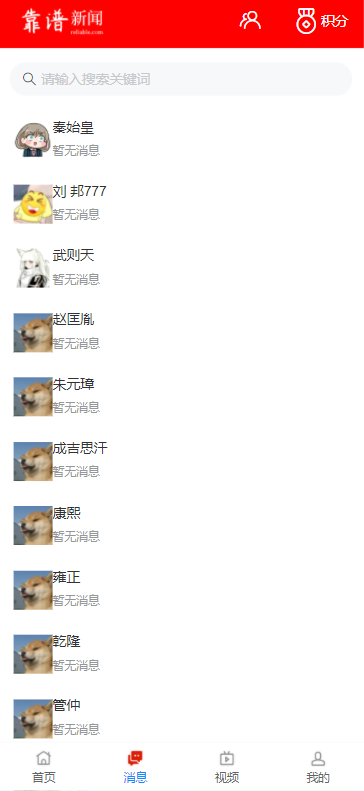 靠谱新闻
reliable.com
积分
请输入搜索关键词
秦始皇
暂无消息
刘 邦777
暂无消息
武则天
暂无消息
赵匡胤
暂无消息
朱元璋
暂无消息
成吉思汗
暂无消息
康熙
暂无消息
雍正
暂无消息
乾隆
暂无消息
管仲
暂无消息
首页 消息 视频 我的